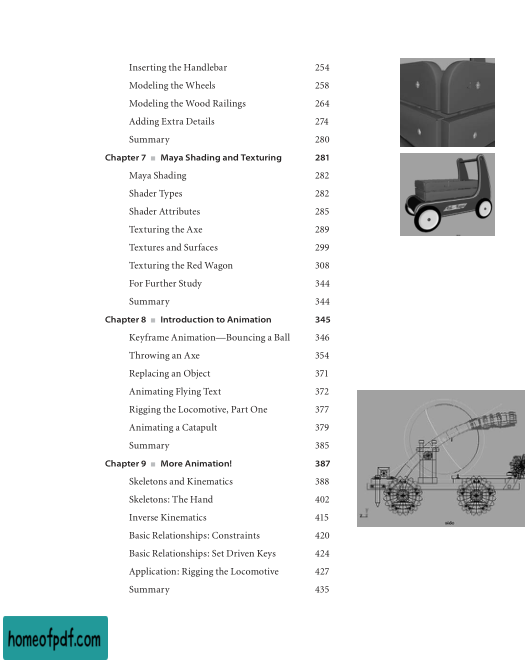 Inserting the Handlebar 254
Modeling the Wheels 258
Modeling the Wood Railings 264
Adding Extra Details 274
Summary 280
Chapter 7 ■ Maya Shading and Texturing 281
Maya Shading 282
Shader Types 282
Shader Attributes 285
Texturing the Axe 289
Textures and Surfaces 299
Texturing the Red Wagon 308
For Further Study 344
Summary 344
Chapter 8 ■ Introduction to Animation 345
Keyframe Animation—Bouncing a Ball 346
Throwing an Axe 354
Replacing an Object 371
Animating Flying Text 372
Rigging the Locomotive, Part One 377
Animating a Catapult 379
Summary 385
Chapter 9 ■ More Animation! 387
Skeletons and Kinematics 388
Skeletons: The Hand 402
Inverse Kinematics 415
Basic Relationships: Constraints 420
Basic Relationships: Set Driven Keys 424
Application: Rigging the Locomotive 427
Summary 435
side
homeofpdf.com